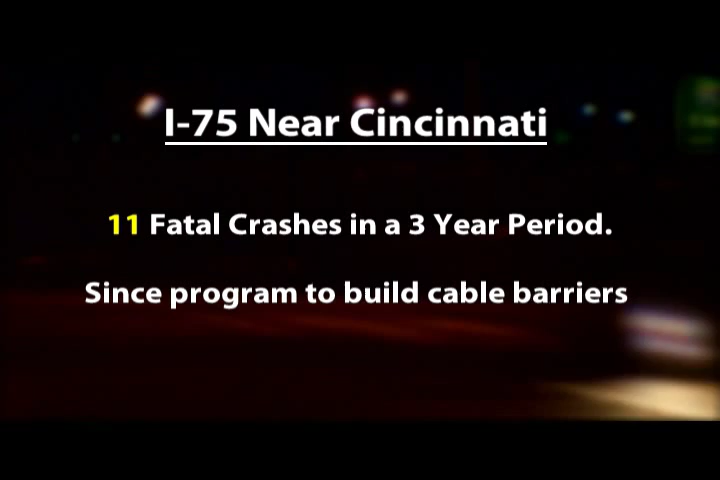 I-75 Near Cincinnati
11 Fatal Crashes in a 3 Year Period.
Since program to build cable barriers